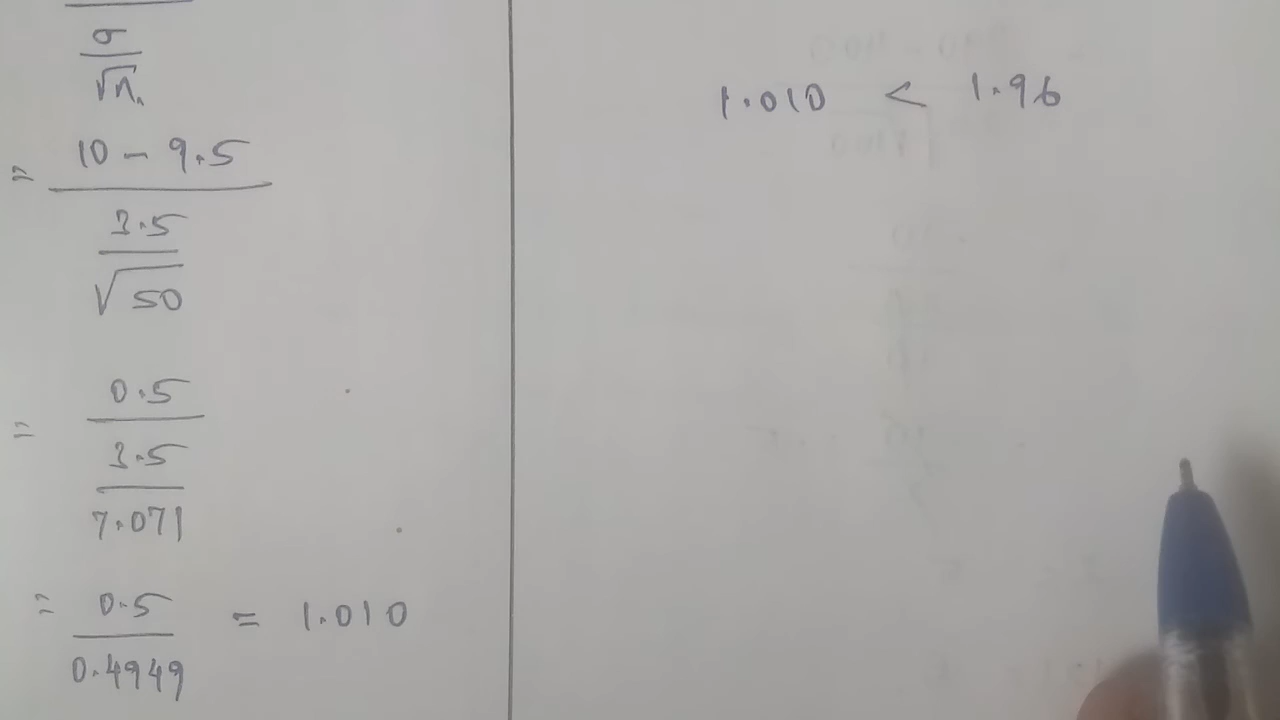 σ
√n
= 10 - 9.5
3.5
√50
= 0.5
3.5
7.071
= 0.5 = 1.010
0.4949
1.010 < 1.96